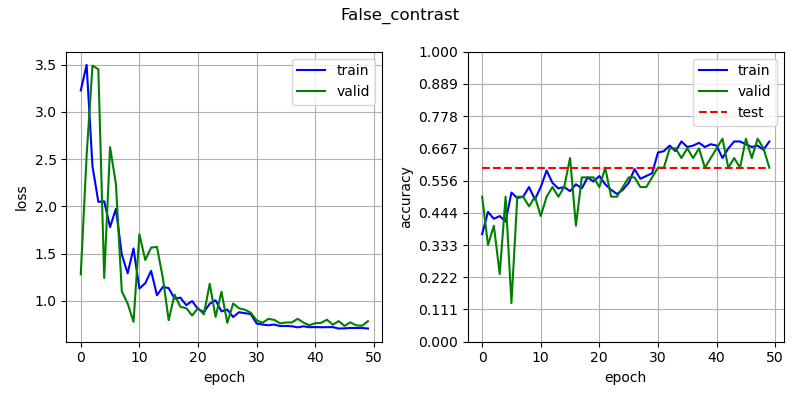 False_contrast
loss
3.5
3.0
2.5
2.0
1.5
1.0
0 10 20 30 40 50
epoch
train
valid
accuracy
1.000
0.889
0.778
0.667
0.556
0.444
0.333
0.222
0.111
0.000
0 10 20 30 40 50
epoch
train
valid
test